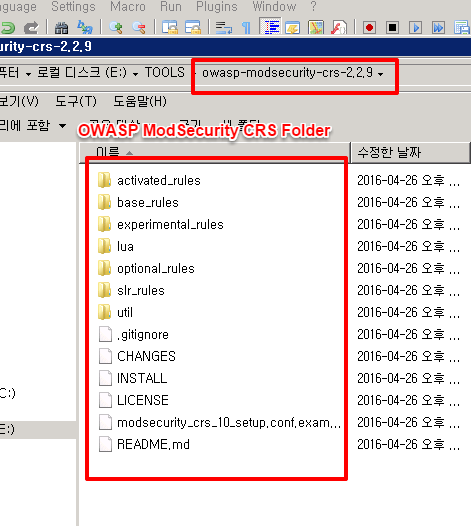 nguage Settings Macro Run Plugins Window ?
urity-crs-2,2,9
퓨터 ▸ 로컬 디스크 (E:) ▸ TOOLS ▸ owasp-modsecurity-crs-2,2,9 ▾
보기(V) 도구(T) 도움말(H)
리에 포함 ▾
OWASP ModSecurity CRS Folder
이름 수정한 날짜
activated_rules 2016-04-26 오후 ...
base_rules 2016-04-26 오후 ...
experimental_rules 2016-04-26 오후 ...
lua 2016-04-26 오후 ...
optional_rules 2016-04-26 오후 ...
slr_rules 2016-04-26 오후 ...
util 2016-04-26 오후 ...
.gitignore 2016-04-26 오후 ...
CHANGES 2016-04-26 오후 ...
INSTALL 2016-04-26 오후 ...
C:) LICENSE 2016-04-26 오후 ...
modsecurity_crs_10_setup,conf,exam... 2016-04-26 오후 ...
E:) README,md 2016-04-26 오후 ...